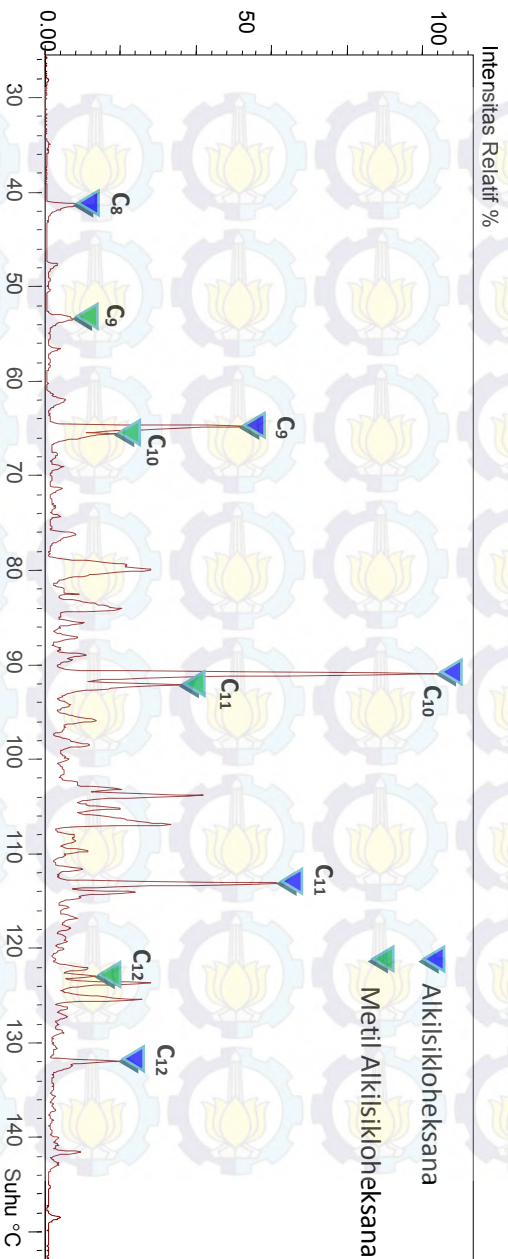 Intensitas Relatif %
100
50
0.00
C8
C9
C9
C10
C10
C11
C11
C12
C12
Alkilsikloheksana
Metil Alkilsikloheksana
30 40 50 60 70 80 90 100 110 120 130 140 Suhu °C